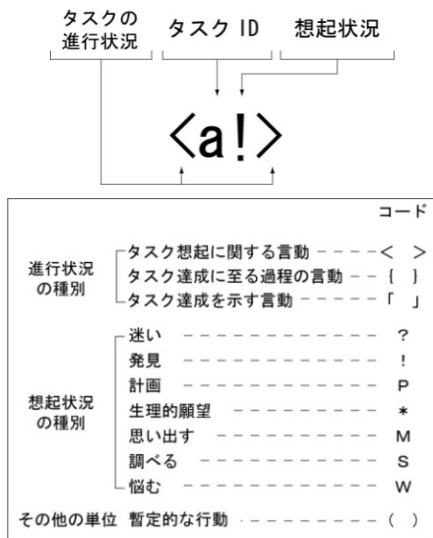 タスクの
進行状況
タスク ID
想起状況
<a!>
コード
進行状況
の種別
タスク想起に関する言動 ---- < >
タスク達成に至る過程の言動 -- { }
タスク達成を示す言動 ---- 「 」
想起状況
の種別
迷い ---------- ?
発見 ---------- !
計画 ---------- P
生理的願望 ---------- *
思い出す ---------- M
調べる ---------- S
悩む ---------- W
その他の単位 暫定的な行動 --------- ( )